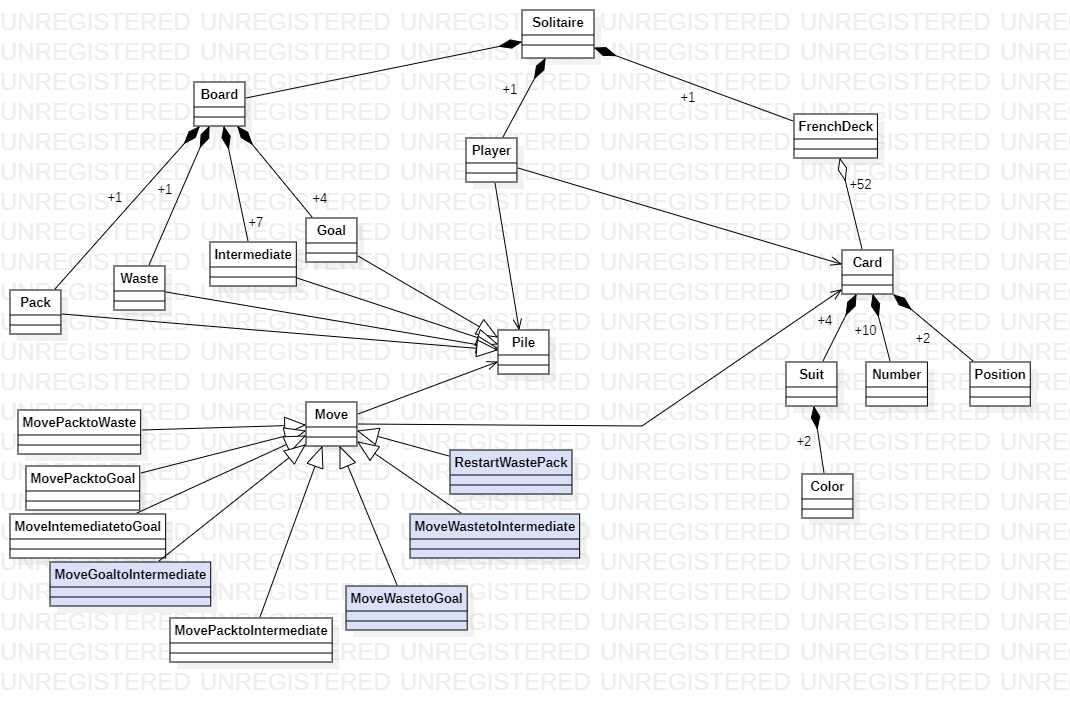 Solitaire
Board
+1
+1
FrenchDeck
Player
+1
+1
+52
+4
+7
Goal
Intermediate
Card
Waste
Pack
+4
+10
+2
Pile
Suit
Number
Position
Move
MovePacktoWaste
+2
RestartWastePack
MovePacktoGoal
Color
MoveIntemediatetoGoal
MoveWastetoIntermediate
MoveGoaltoIntermediate
MoveWastetoGoal
MovePacktoIntermediate
UNREGISTERED